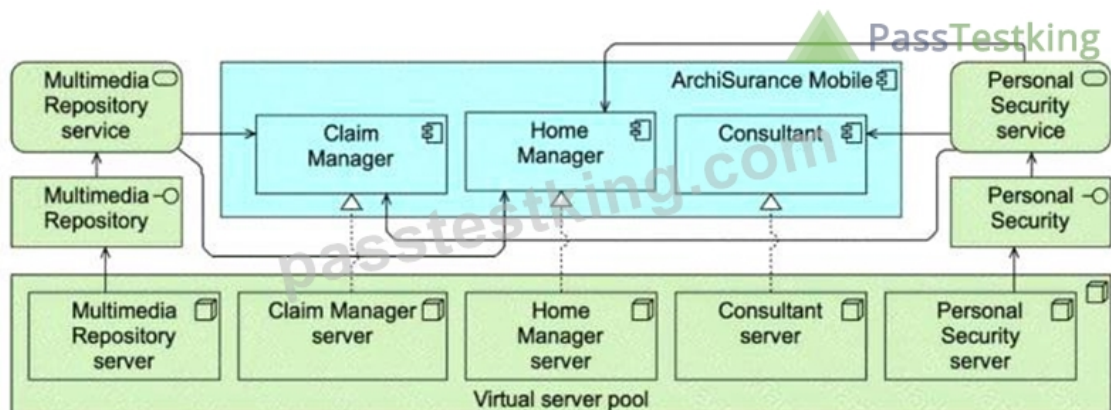 PassTestking
Multimedia
Repository
service
ArchiSurance Mobile
Personal
Security
service
Claim
Manager
Home
Manager
Consultant
Multimedia
Repository
Personal
Security
passtestking.com
Multimedia
Repository
server
Claim Manager
server
Home
Manager
server
Consultant
server
Personal
Security
server
Virtual server pool